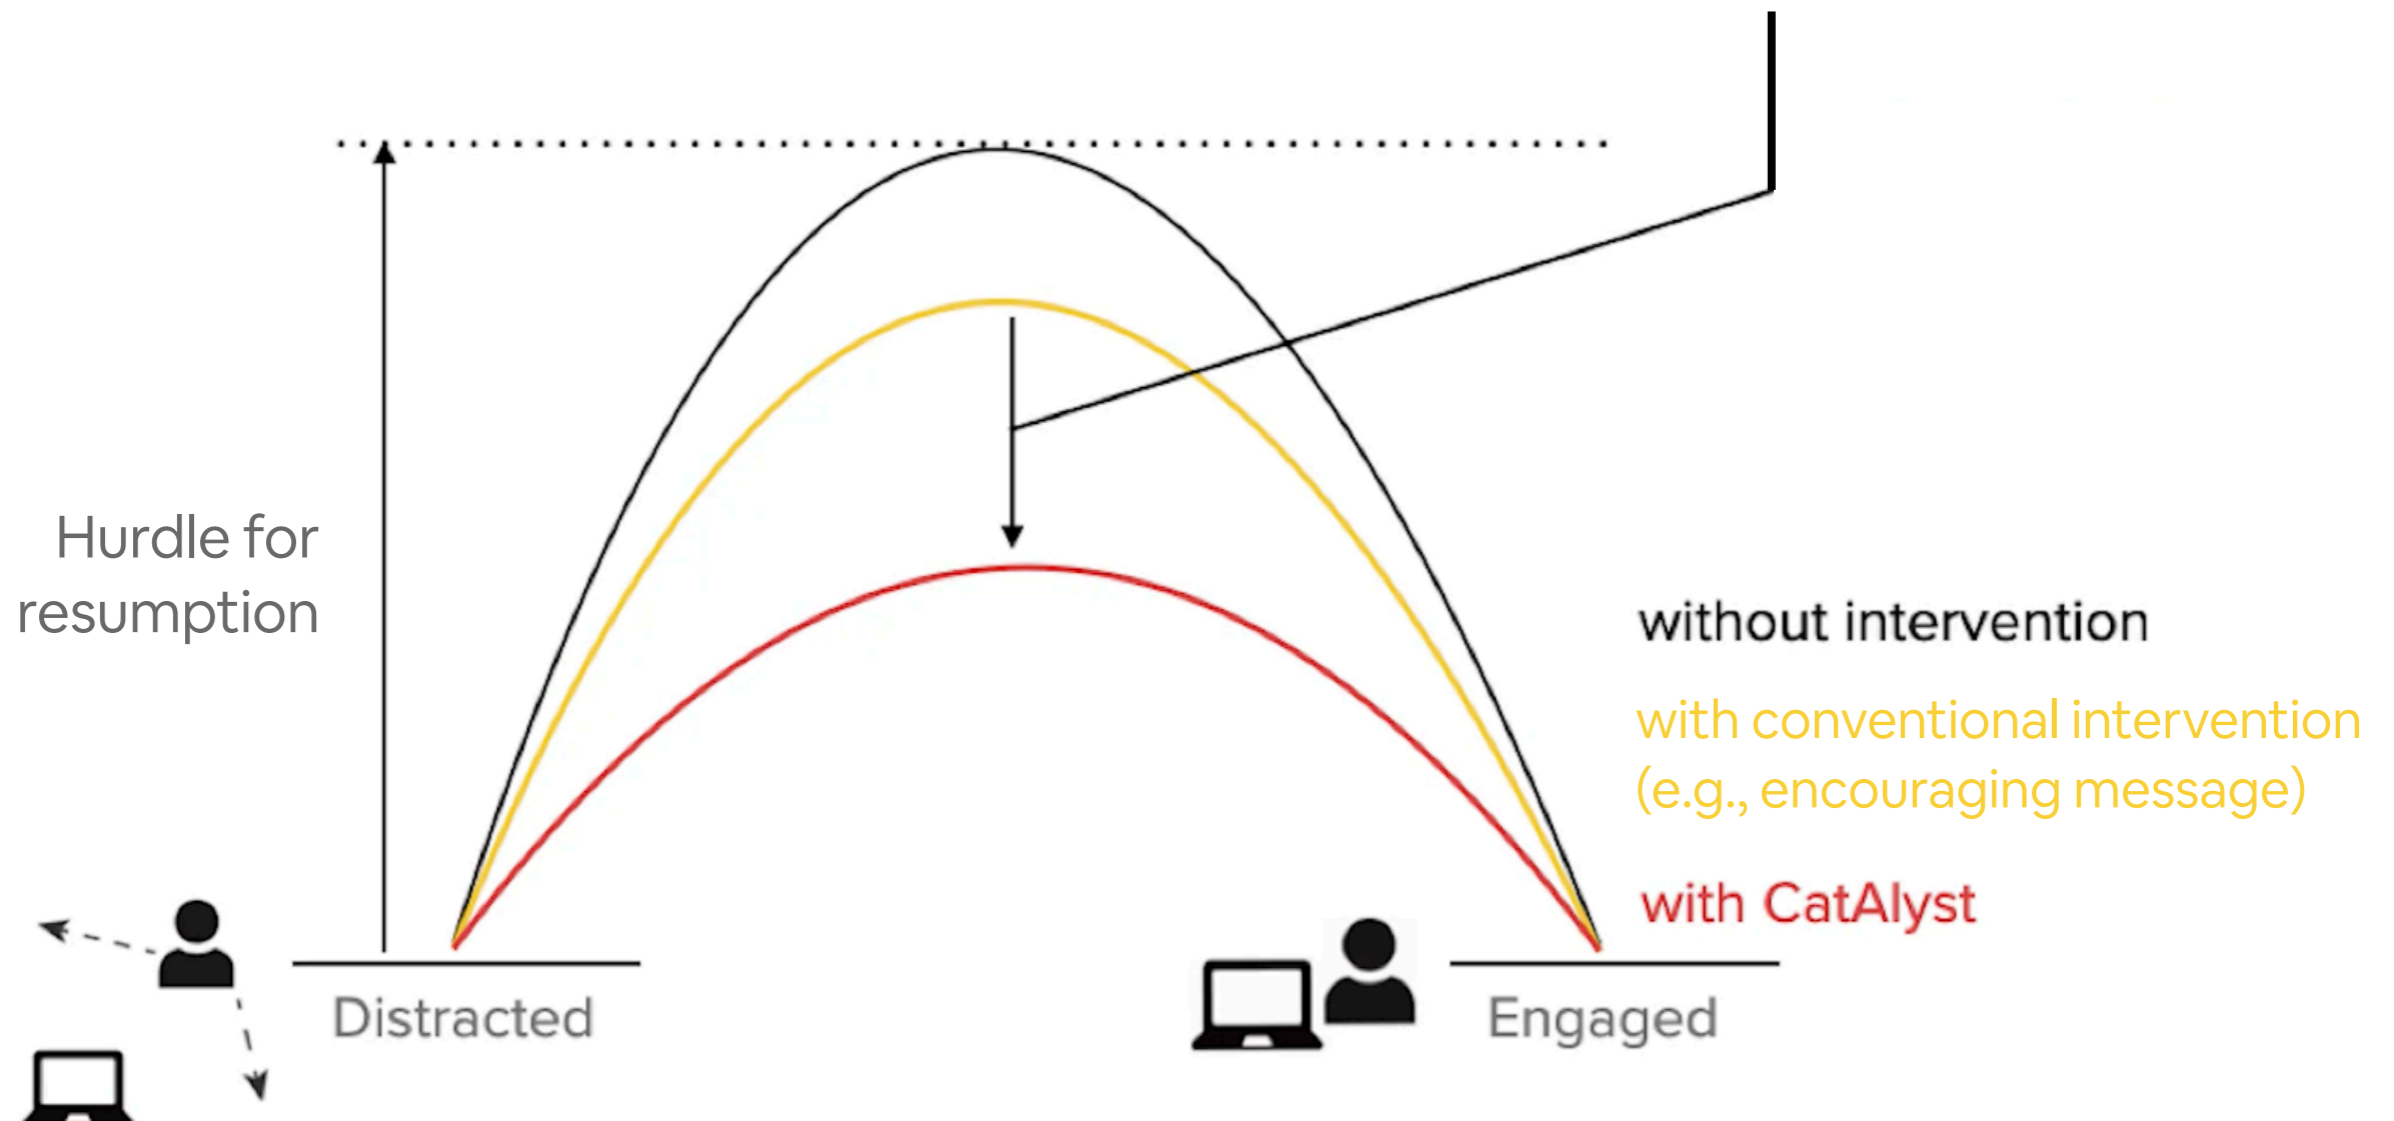 Hurdle for
resumption
without intervention
with conventional intervention
(e.g., encouraging message)
with CatAlyst
Distracted
Engaged